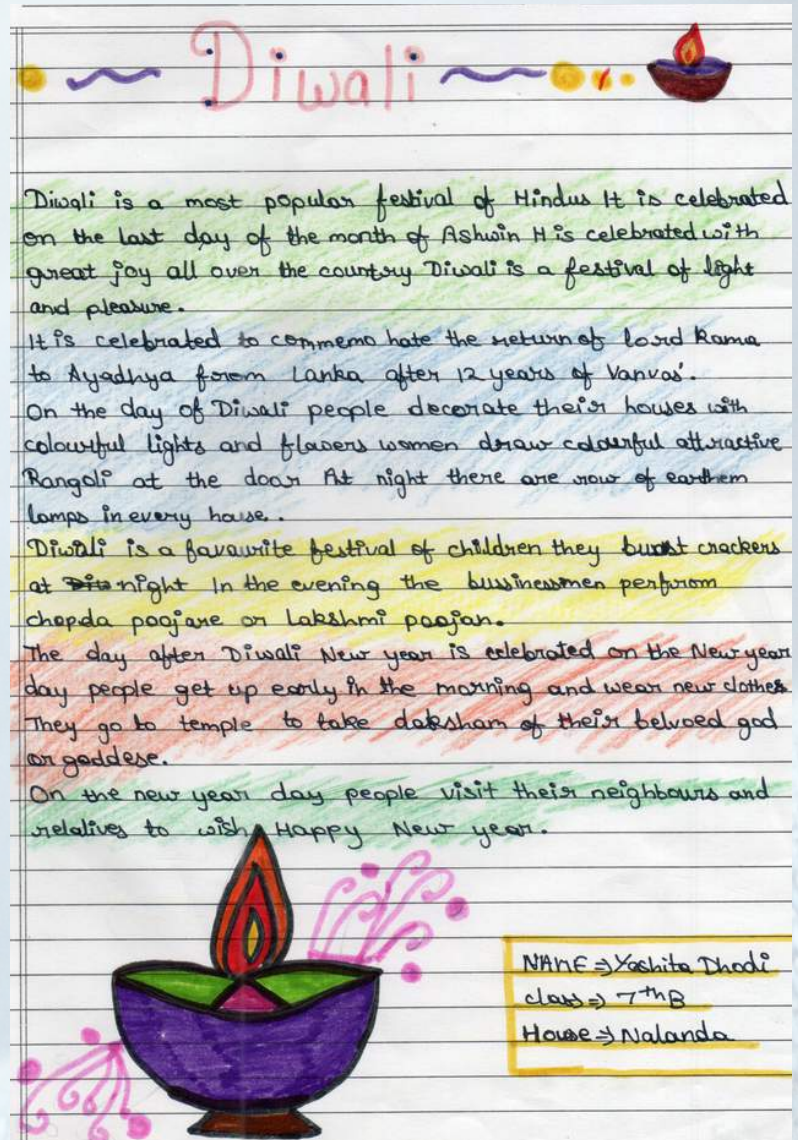 Diwali
Diwali is a most popular festival of Hindus It is celebrated
on the last day of the month of Ashwin It is celebrated with
great joy all over the country Diwali is a festival of light
and pleasure.
It is celebrated to commemo hate the return of lord Rama
to Ayadhya from Lanka after 12 years of Vanvas'.
On the day of Diwali people decorate their houses with
colourful lights and flawers women draw colourful attractive
Rangoli at the door At night there are row of earthem
lamps in every house.
Diwali is a favaurite festival of children they burst crackers
at night In the evening the bussinessmen perfrom
chopda poojane or Lakshmi poojan.
The day after Diwali New year is celebrated on the New year
day people get up early in the morning and wear new clothes
They go to temple to take daksham of their belvoed god
or goddese.
On the new year day people visit their neighbours and
relatives to wish Happy New year.
NAME ⇒ Yashita Dhodi
class ⇒ 7th B
House ⇒ Nalanda